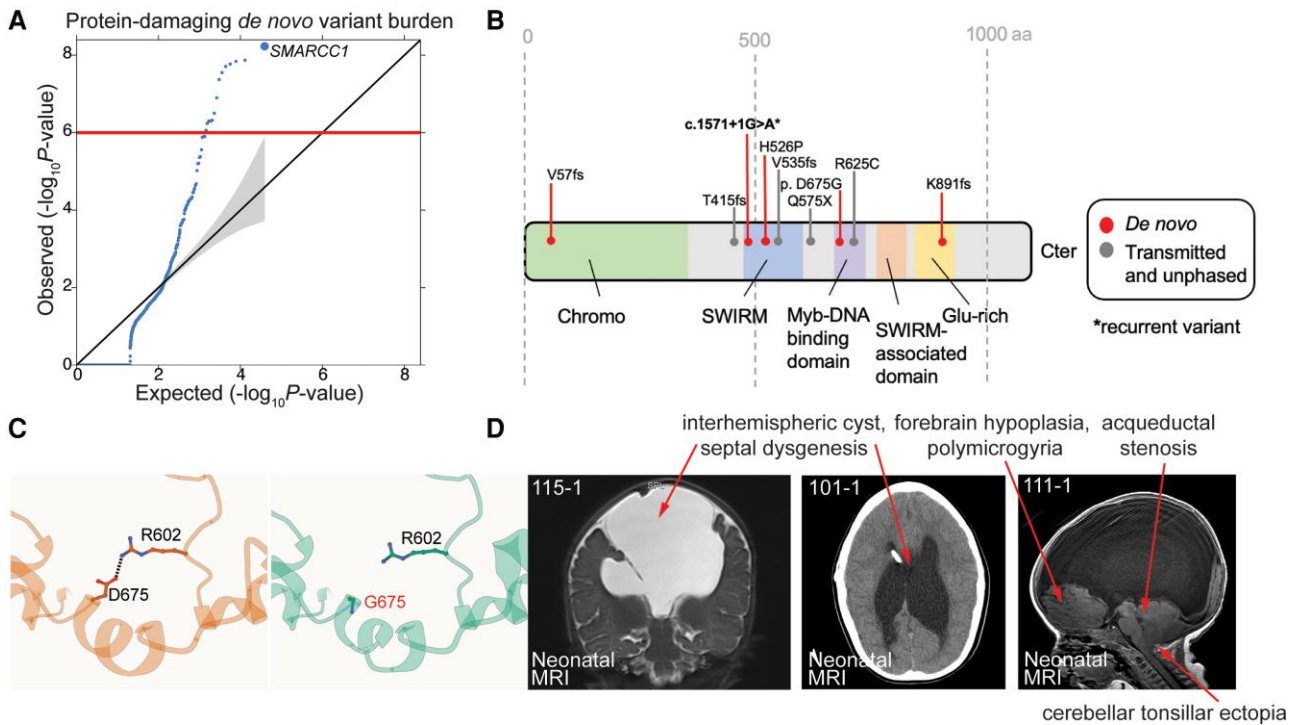 A
Protein-damaging de novo variant burden
SMARCC1
Observed (-log10P-value)
8
6
4
2
0
0
2
4
6
8
Expected (-log10P-value)
B
0
500
1000 aa
c.1571+1G>A*
H526P
V535fs
R625C
V57fs
p. D675G
K891fs
T415fs
Q575X
Cter
Chromo
SWIRM
Myb-DNA
binding
domain
SWIRM-
associated
domain
Glu-rich
De novo
Transmitted
and unphased
*recurrent variant
C
R602
D675
R602
G675
D
interhemispheric cyst,
septal dysgenesis
forebrain hypoplasia,
polymicrogyria
acqueductal
stenosis
115-1
SPL
Neonatal
MRI
101-1
Neonatal
MRI
111-1
Neonatal
MRI
cerebellar tonsillar ectopia